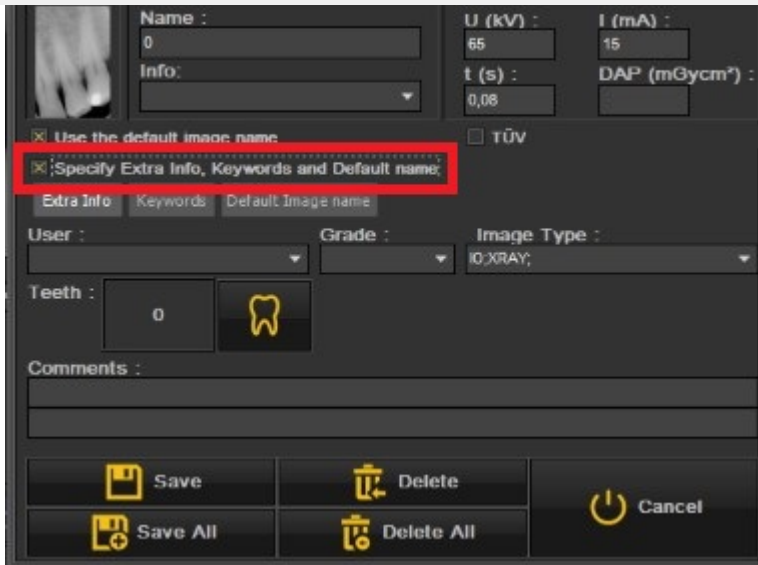 Name :
U (kV) :
I (mA) :
0
65
15
Info:
t (s) :
DAP (mGycm²) :
0,08
Use the default image name
TÜV
Specify Extra Info, Keywords and Default name
Extra Info
Keywords
Default Image name
User :
Grade :
Image Type :
IO;XRAY;
Teeth :
0
Comments :
Save
Delete
Cancel
Save All
Delete All